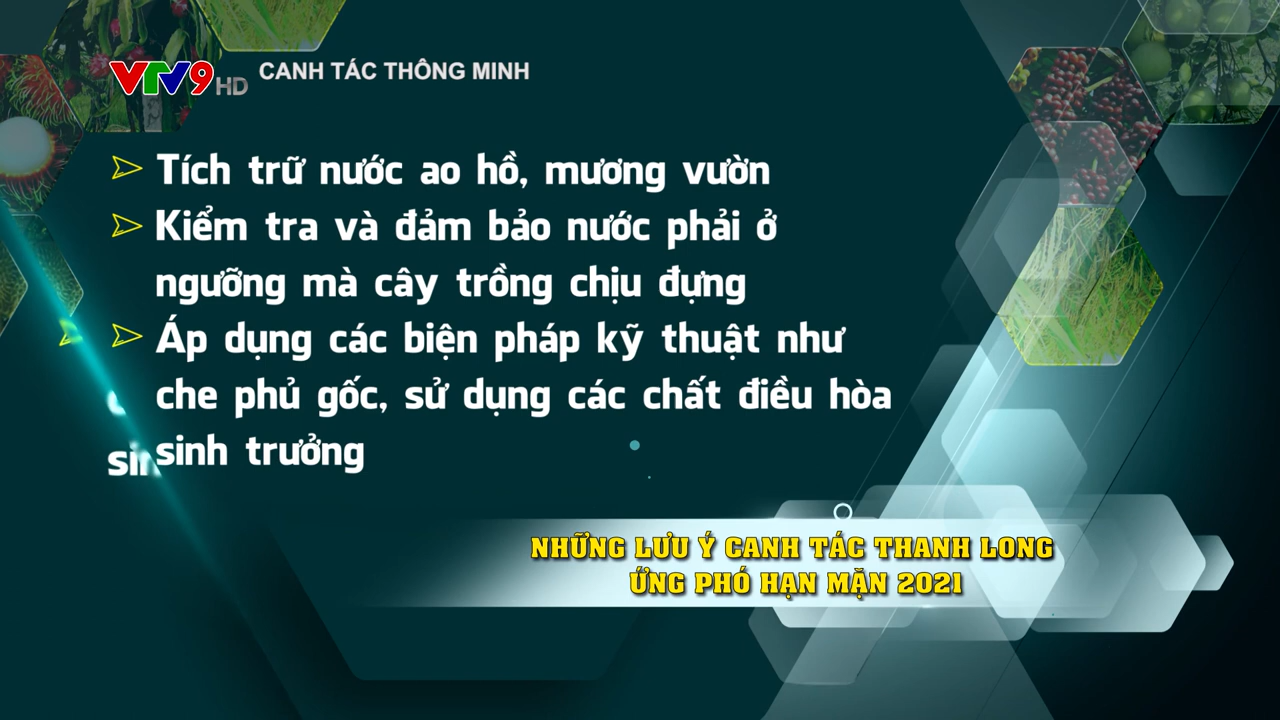 VTV9 HD
CANH TÁC THÔNG MINH
Tích trữ nước ao hồ, mương vườn
Kiểm tra và đảm bảo nước phải ở
ngưỡng mà cây trồng chịu đựng
Áp dụng các biện pháp kỹ thuật như
che phủ gốc, sử dụng các chất điều hòa
sinh trưởng
NHỮNG LƯU Ý CANH TÁC THANH LONG
ỨNG PHÓ HẠN MẶN 2021